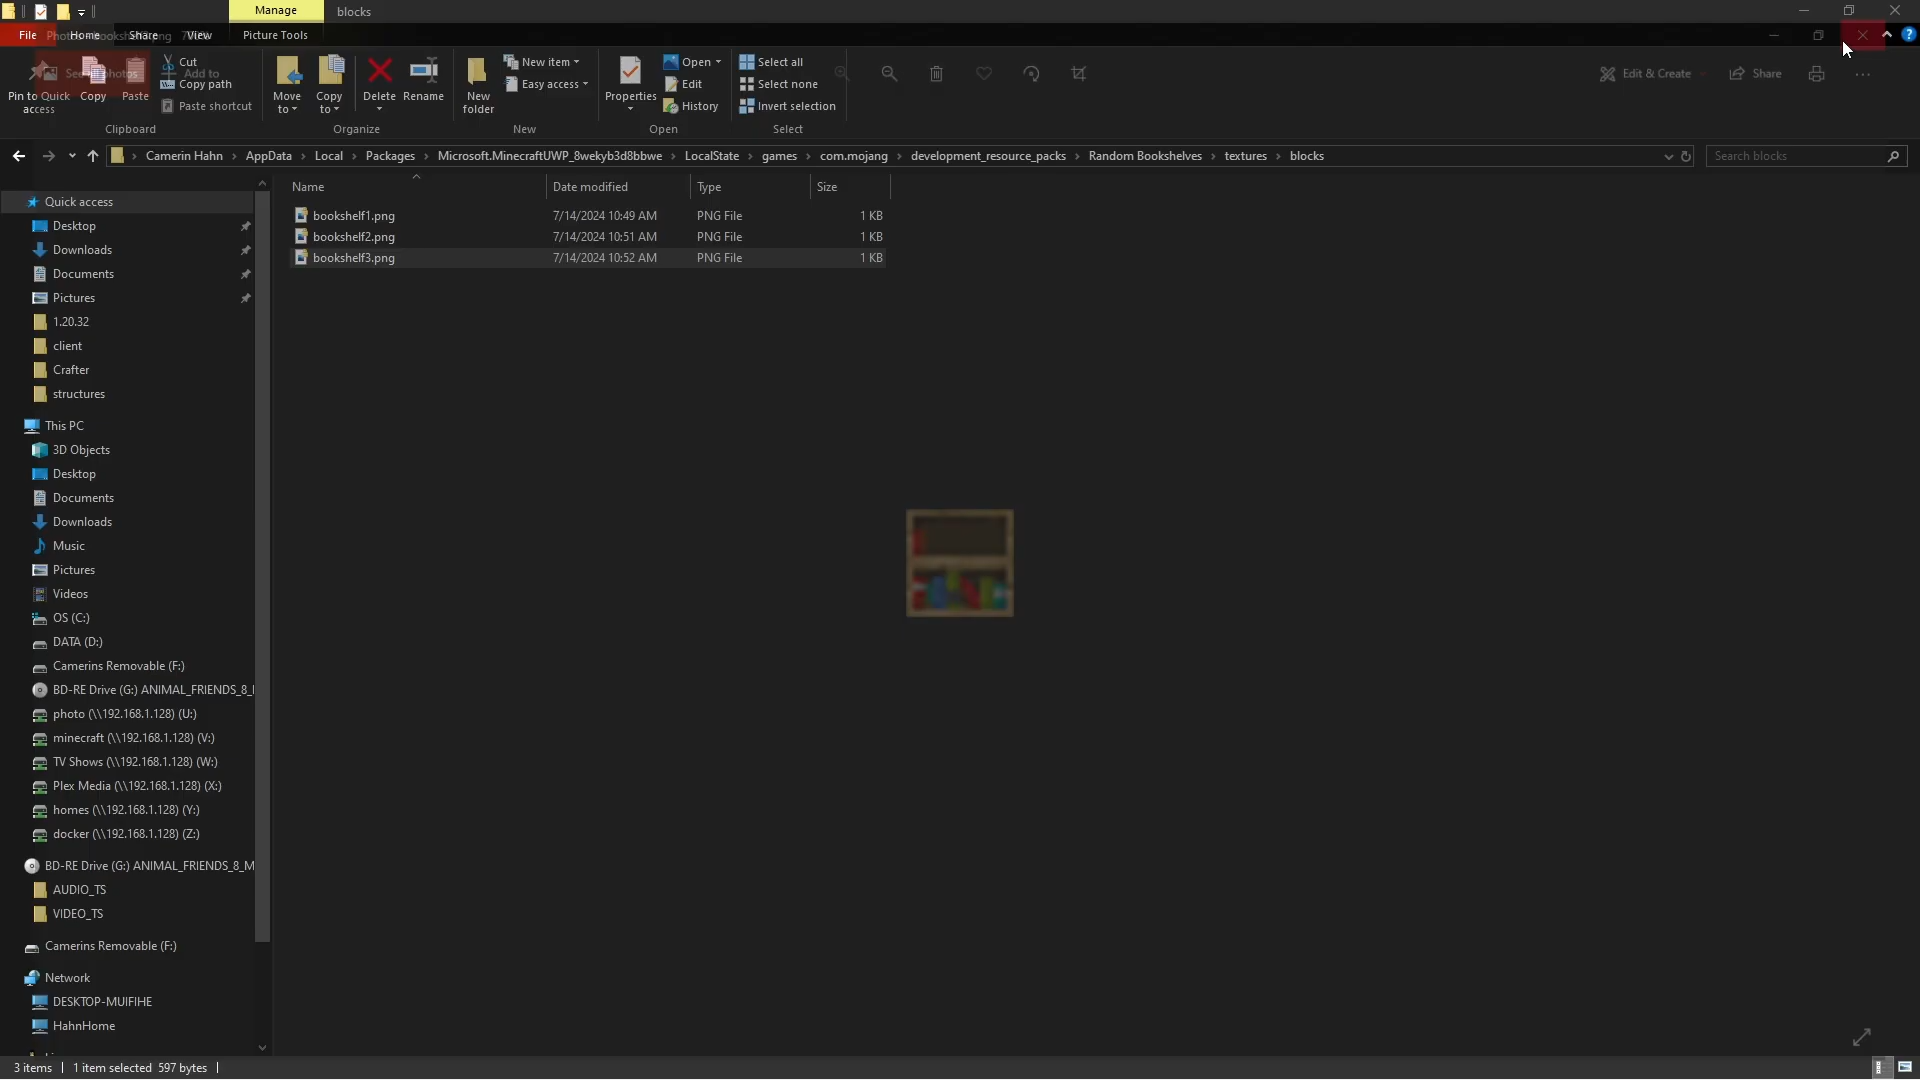 Manage
blocks
File
Home
Share
View
Picture Tools
Pin to Quick
access
Copy
Paste
Cut
Copy path
Paste shortcut
Clipboard
Move
to
Copy
to
Delete
Rename
Organize
New
folder
New item
Easy access
New
Properties
Open
Edit
History
Open
Select all
Select none
Invert selection
Select
Add to
Edit & Create
Share
Camerin Hahn > AppData > Local > Packages > Microsoft.MinecraftUWP_8wekyb3d8bbwe > LocalState > games > com.mojang > development_resource_packs > Random Bookshelves > textures > blocks
Search blocks
Name Date modified Type Size
bookshelf1.png 7/14/2024 10:49 AM PNG File 1 KB
bookshelf2.png 7/14/2024 10:51 AM PNG File 1 KB
bookshelf3.png 7/14/2024 10:52 AM PNG File 1 KB
Quick access
Desktop
Downloads
Documents
Pictures
1.20.32
client
Crafter
structures
This PC
3D Objects
Desktop
Documents
Downloads
Music
Pictures
Videos
OS (C:)
DATA (D:)
Camerins Removable (F:)
BD-RE Drive (G:) ANIMAL_FRIENDS_8_
photo (\\192.168.1.128) (U:)
minecraft (\\192.168.1.128) (V:)
TV Shows (\\192.168.1.128) (W:)
Plex Media (\\192.168.1.128) (X:)
homes (\\192.168.1.128) (Y:)
docker (\\192.168.1.128) (Z:)
BD-RE Drive (G:) ANIMAL_FRIENDS_8_M
AUDIO_TS
VIDEO_TS
Camerins Removable (F:)
Network
DESKTOP-MUIFIHE
HahnHome
3 items
1 item selected 597 bytes